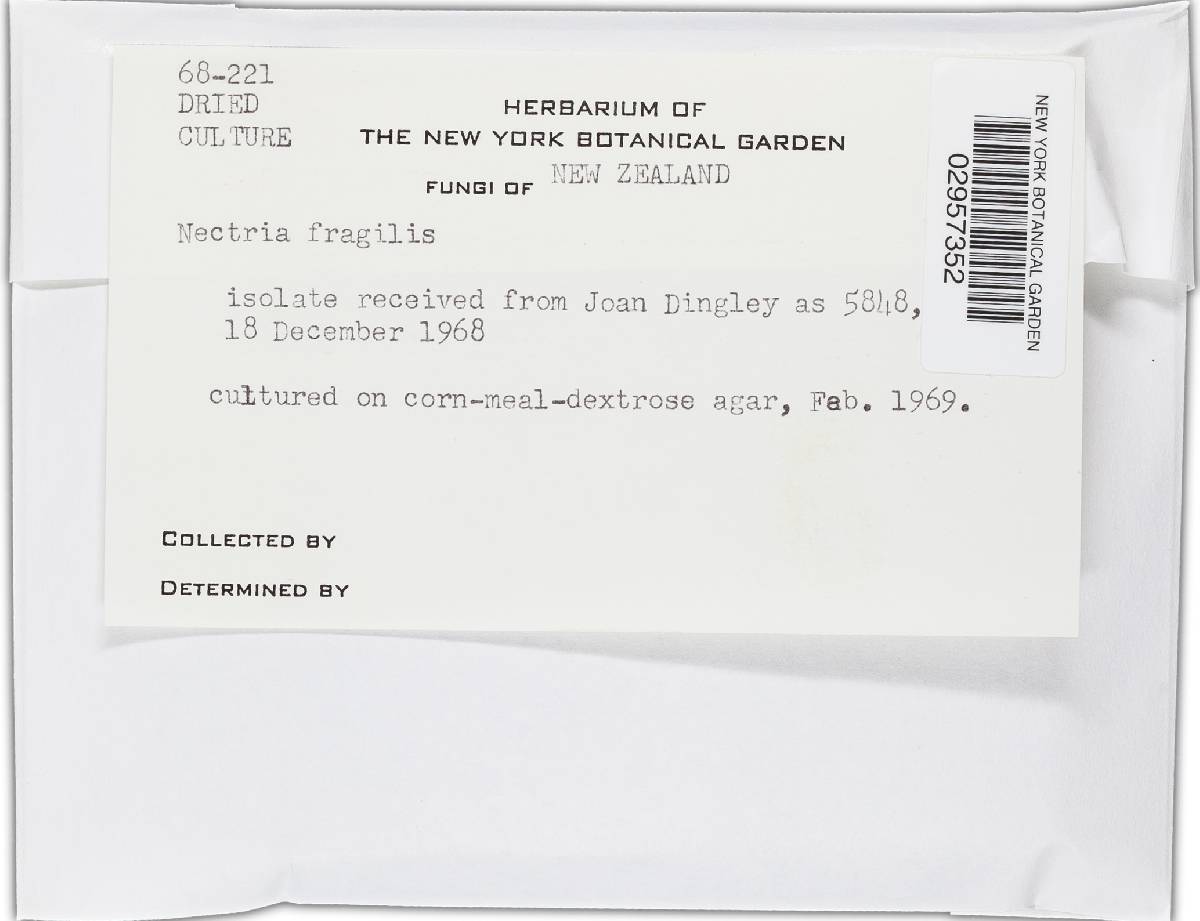 68-221
DRIED
CULTURE
HERBARIUM OF
THE NEW YORK BOTANICAL GARDEN
FUNGI OF NEW ZEALAND
Nectria fragilis
isolate received from Joan Dingley as 5848,
18 December 1968
cultured on corn-meal-dextrose agar, Feb. 1969.
COLLECTED BY
DETERMINED BY
NEW YORK BOTANICAL GARDEN
02957352